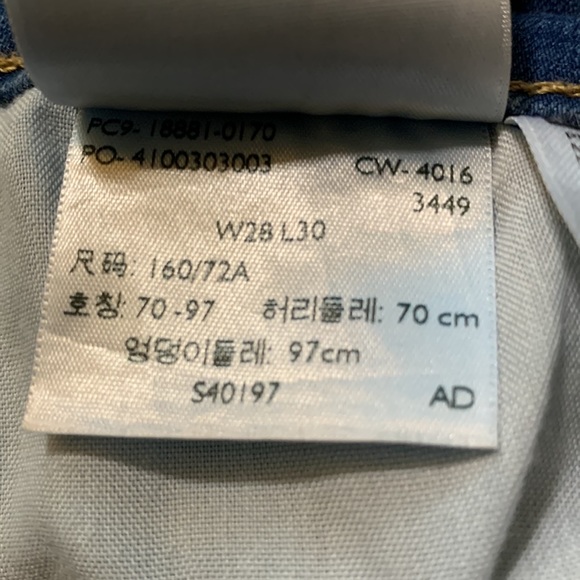 PC9-18881-0170
PO-4100303003
CW-4016
3449
W28 L30
尺码: 160/72A
호칭: 70-97 허리둘레: 70 cm
엉덩이둘레: 97cm
S40197 AD